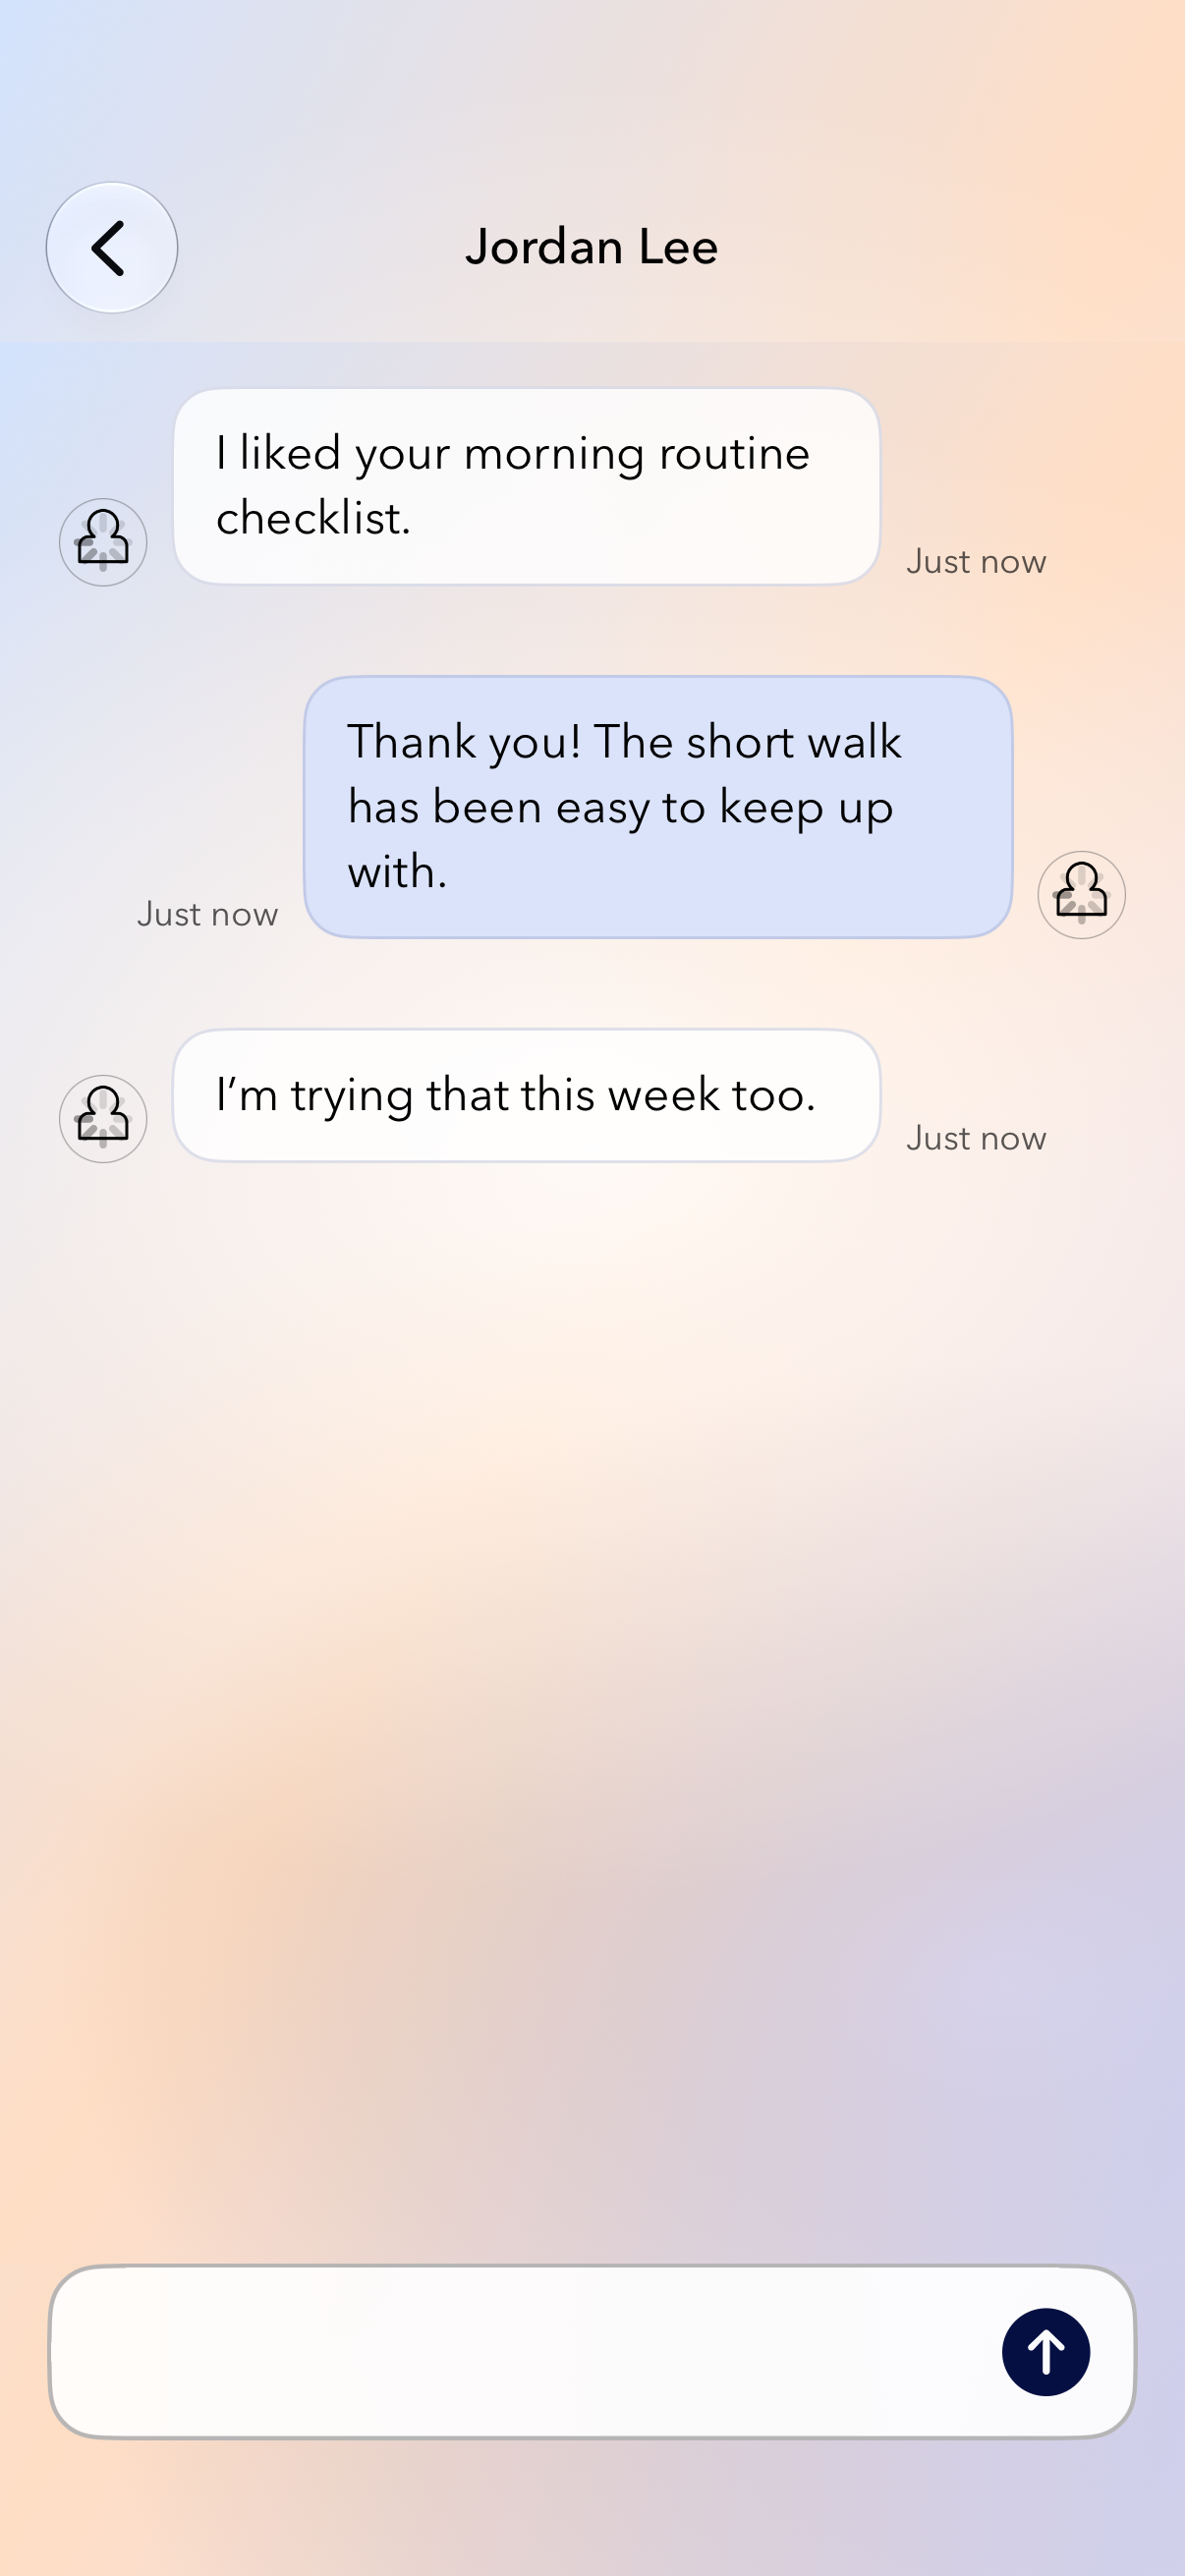 Jordan Lee
I liked your morning routine
checklist.
Just now
Thank you! The short walk
has been easy to keep up
with.
Just now
I’m trying that this week too.
Just now